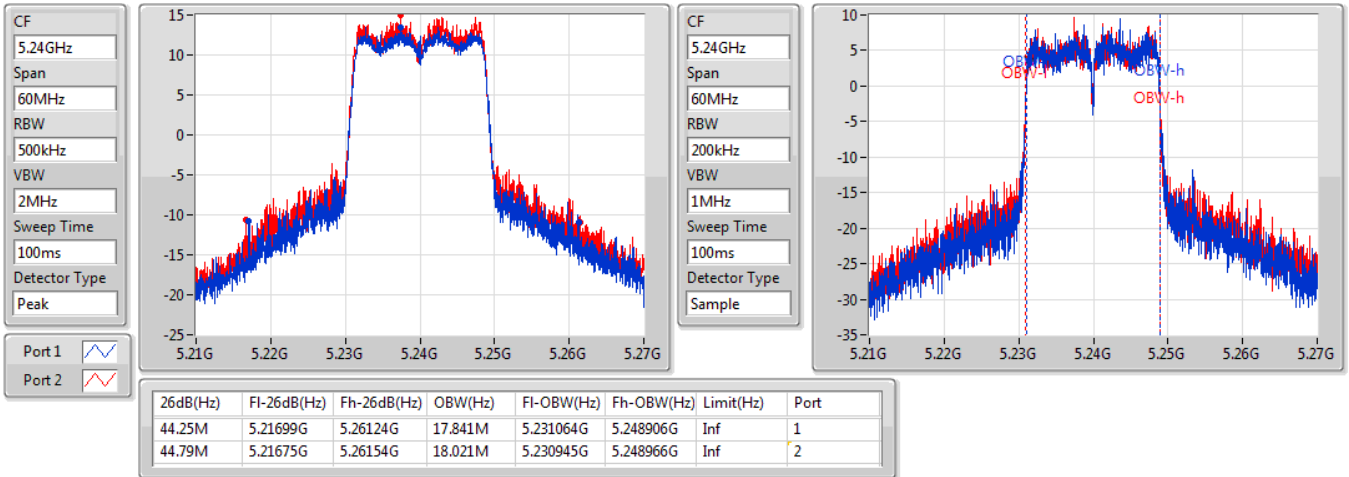 CF
5.24GHz
Span
60MHz
RBW
500kHz
VBW
2MHz
Sweep Time
100ms
Detector Type
Peak
15
10
5
0
-5
-10
-15
-20
-25
5.21G 5.22G 5.23G 5.24G 5.25G 5.26G 5.27G
Port 1
Port 2
CF
5.24GHz
Span
60MHz
RBW
200kHz
VBW
1MHz
Sweep Time
100ms
Detector Type
Sample
10
5
0
-5
-10
-15
-20
-25
-30
-35
OBW-h
OBW-h
5.21G 5.22G 5.23G 5.24G 5.25G 5.26G 5.27G
26dB(Hz) Fl-26dB(Hz) Fh-26dB(Hz) OBW(Hz) Fl-OBW(Hz) Fh-OBW(Hz) Limit(Hz) Port
44.25M 5.21699G 5.26124G 17.841M 5.231064G 5.248906G Inf 1
44.79M 5.21675G 5.26154G 18.021M 5.230945G 5.248966G Inf 2